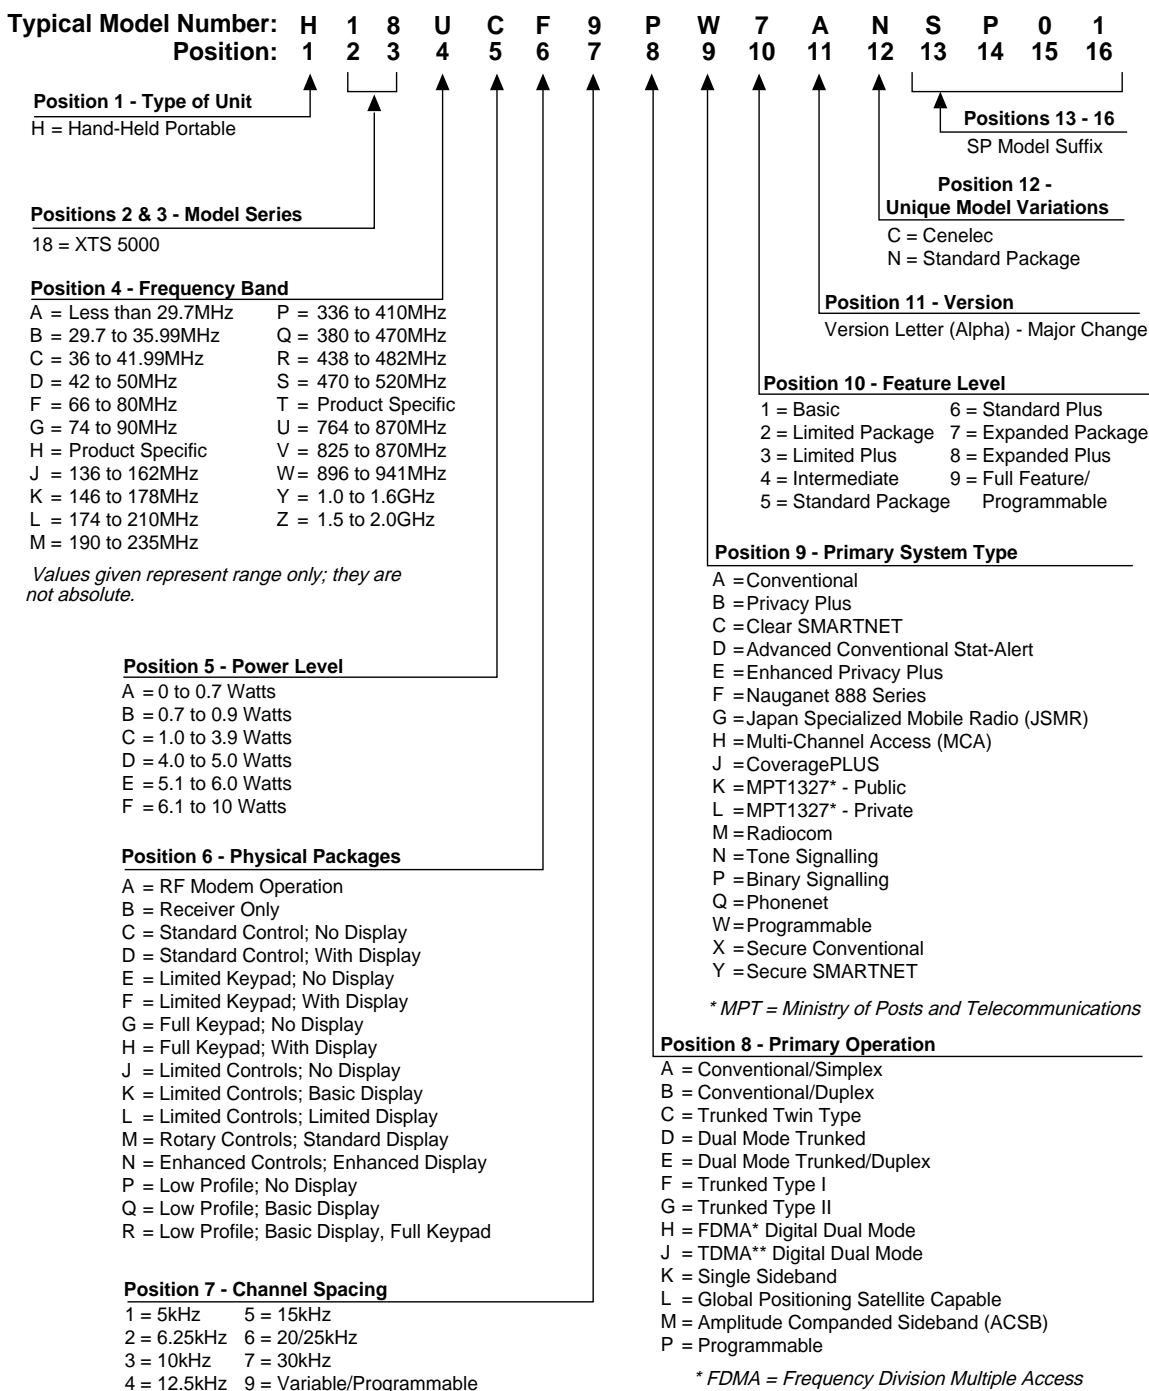 Typical Model Number: H 1 8 U C F 9 P W 7 A N S P 0 1
Position: 1 2 3 4 5 6 7 8 9 10 11 12 13 14 15 16
Position 1 - Type of Unit
H = Hand-Held Portable
Positions 2 & 3 - Model Series
18 = XTS 5000
Position 4 - Frequency Band
A = Less than 29.7MHz P = 336 to 410MHz
B = 29.7 to 35.99MHz Q = 380 to 470MHz
C = 36 to 41.99MHz R = 438 to 482MHz
D = 42 to 50MHz S = 470 to 520MHz
F = 66 to 80MHz T = Product Specific
G = 74 to 90MHz U = 764 to 870MHz
H = Product Specific V = 825 to 870MHz
J = 136 to 162MHz W = 896 to 941MHz
K = 146 to 178MHz Y = 1.0 to 1.6GHz
L = 174 to 210MHz Z = 1.5 to 2.0GHz
M = 190 to 235MHz
Values given represent range only; they are
not absolute.
Position 5 - Power Level
A = 0 to 0.7 Watts
B = 0.7 to 0.9 Watts
C = 1.0 to 3.9 Watts
D = 4.0 to 5.0 Watts
E = 5.1 to 6.0 Watts
F = 6.1 to 10 Watts
Position 6 - Physical Packages
A = RF Modem Operation
B = Receiver Only
C = Standard Control; No Display
D = Standard Control; With Display
E = Limited Keypad; No Display
F = Limited Keypad; With Display
G = Full Keypad; No Display
H = Full Keypad; With Display
J = Limited Controls; No Display
K = Limited Controls; Basic Display
L = Limited Controls; Limited Display
M = Rotary Controls; Standard Display
N = Enhanced Controls; Enhanced Display
P = Low Profile; No Display
Q = Low Profile; Basic Display
R = Low Profile; Basic Display, Full Keypad
Position 7 - Channel Spacing
1 = 5kHz 5 = 15kHz
2 = 6.25kHz 6 = 20/25kHz
3 = 10kHz 7 = 30kHz
4 = 12.5kHz 9 = Variable/Programmable
Positions 13 - 16
SP Model Suffix
Position 12 -
Unique Model Variations
C = Cenelec
N = Standard Package
Position 11 - Version
Version Letter (Alpha) - Major Change
Position 10 - Feature Level
1 = Basic 6 = Standard Plus
2 = Limited Package 7 = Expanded Package
3 = Limited Plus 8 = Expanded Plus
4 = Intermediate 9 = Full Feature/
5 = Standard Package Programmable
Position 9 - Primary System Type
A = Conventional
B = Privacy Plus
C = Clear SMARTNET
D = Advanced Conventional Stat-Alert
E = Enhanced Privacy Plus
F = Nauganet 888 Series
G = Japan Specialized Mobile Radio (JSMR)
H = Multi-Channel Access (MCA)
J = CoveragePLUS
K = MPT1327* - Public
L = MPT1327* - Private
M = Radiocom
N = Tone Signalling
P = Binary Signalling
Q = Phonenet
W = Programmable
X = Secure Conventional
Y = Secure SMARTNET
* MPT = Ministry of Posts and Telecommunications
Position 8 - Primary Operation
A = Conventional/Simplex
B = Conventional/Duplex
C = Trunked Twin Type
D = Dual Mode Trunked
E = Dual Mode Trunked/Duplex
F = Trunked Type I
G = Trunked Type II
H = FDMA* Digital Dual Mode
J = TDMA** Digital Dual Mode
K = Single Sideband
L = Global Positioning Satellite Capable
M = Amplitude Companded Sideband (ACSB)
P = Programmable
* FDMA = Frequency Division Multiple Access